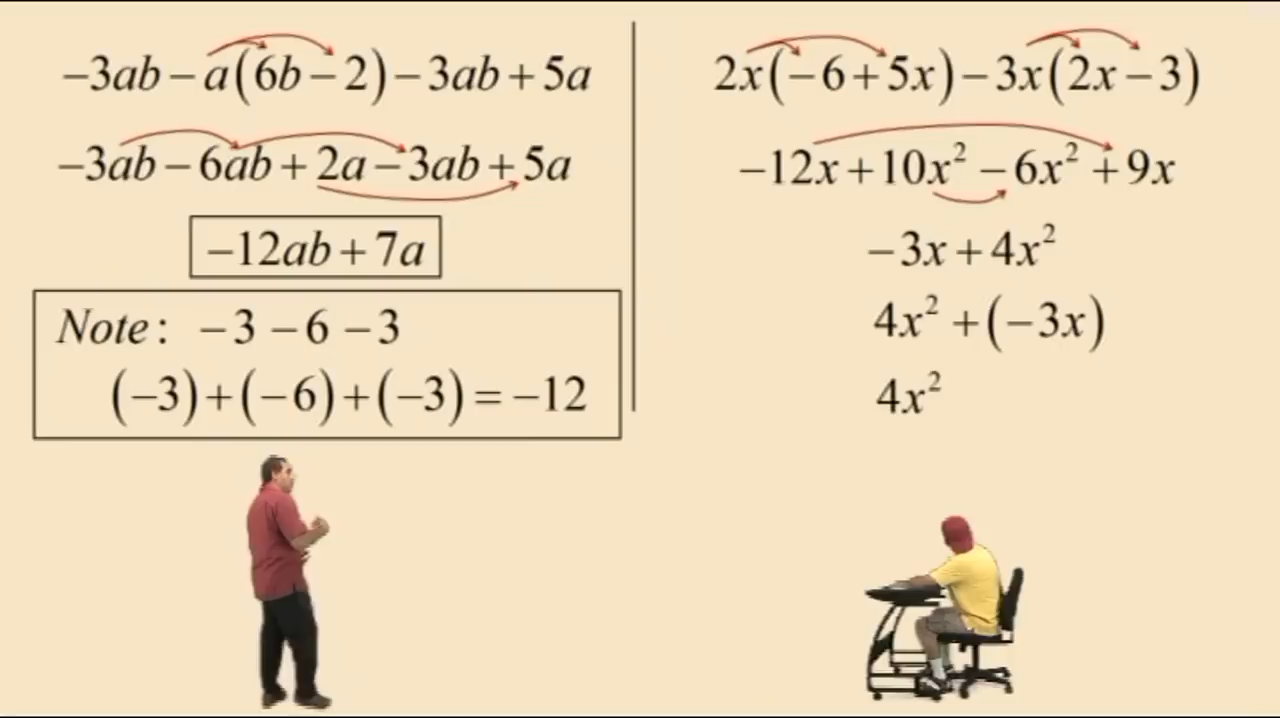 −3ab − a(6b − 2) − 3ab + 5a
−3ab − 6ab + 2a − 3ab + 5a
−12ab + 7a
Note: −3 − 6 − 3
(−3) + (−6) + (−3) = −12
2x(−6 + 5x) − 3x(2x − 3)
−12x + 10x² − 6x² + 9x
−3x + 4x²
4x² + (−3x)
4x²